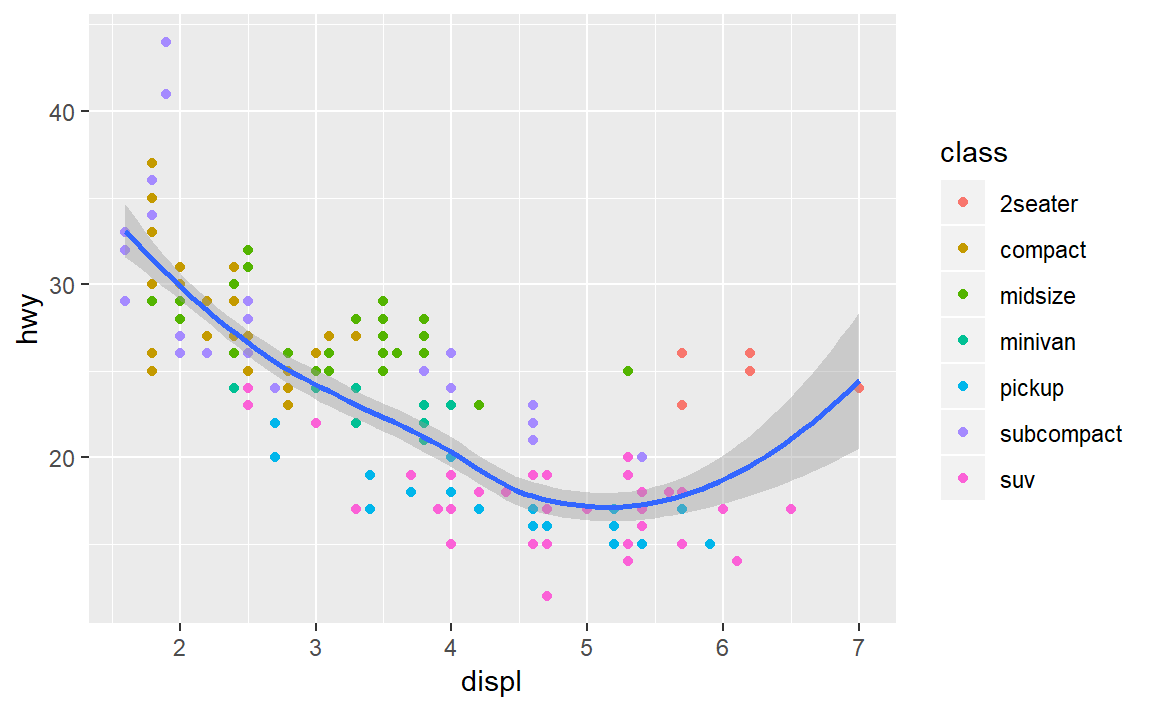 40
30
20
hwy
2 3 4 5 6 7
displ
class
2seater
compact
midsize
minivan
pickup
subcompact
suv